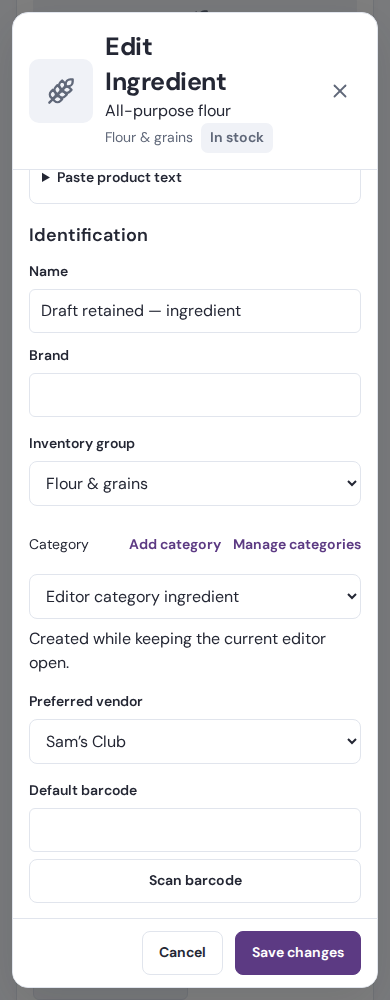 Edit
Ingredient
All-purpose flour
Flour & grains In stock
▶ Paste product text
Identification
Name
Draft retained — ingredient
Brand
Inventory group
Flour & grains
Category Add category Manage categories
Editor category ingredient
Created while keeping the current editor
open.
Preferred vendor
Sam’s Club
Default barcode
Scan barcode
Cancel Save changes